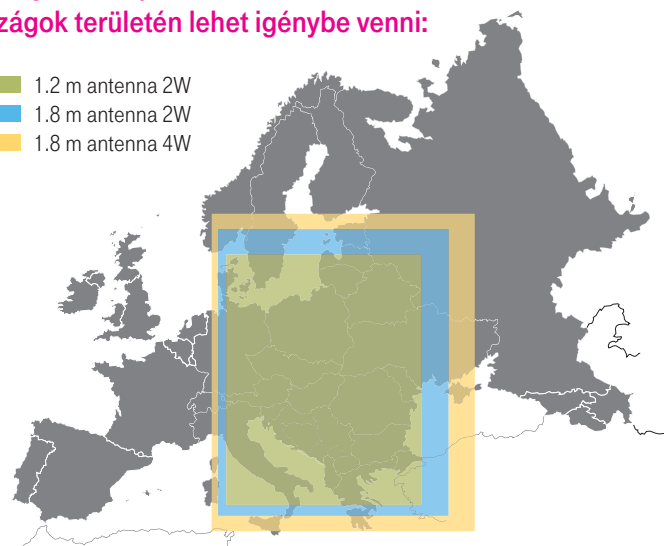 zágok területén lehet igénybe venni:
1.2 m antenna 2W
1.8 m antenna 2W
1.8 m antenna 4W